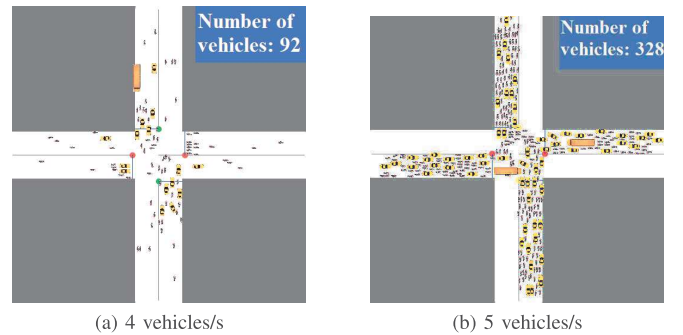 Number of
vehicles: 92
Number of
vehicles: 328
(a) 4 vehicles/s
(b) 5 vehicles/s